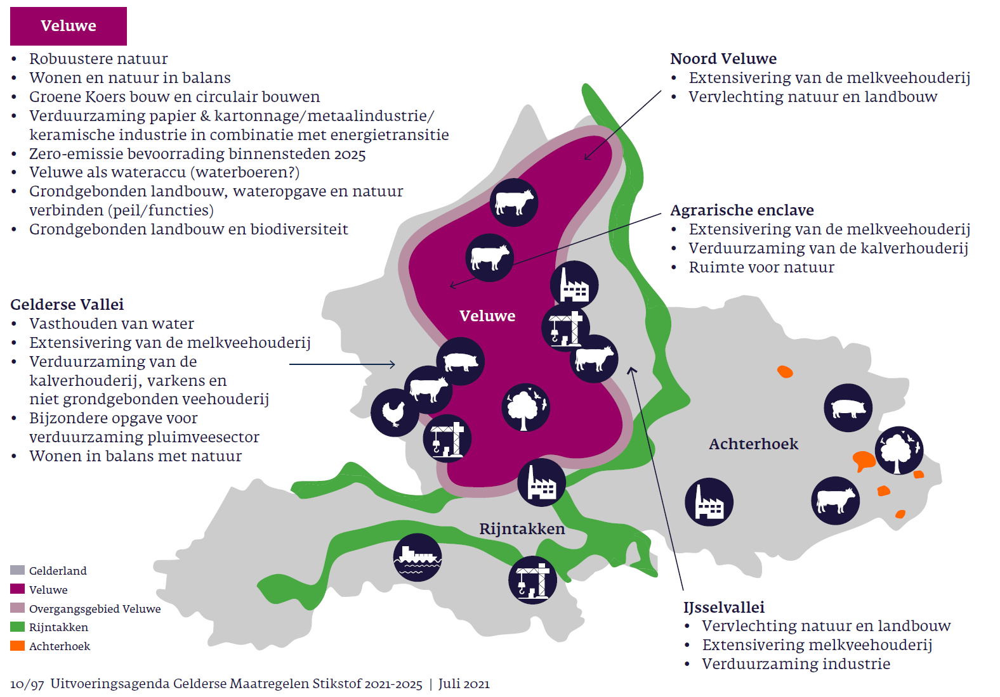 Veluwe
• Robuustere natuur
• Wonen en natuur in balans
• Groene Koers bouw en circulair bouwen
• Verduurzaming papier & kartonnage/metaalindustrie/
keramische industrie in combinatie met energietransitie
• Zero-emissie bevoorrading binnensteden 2025
• Veluwe als wateraccu (waterboeren?)
• Grondgebonden landbouw, wateropgave en natuur
verbinden (peil/functies)
• Grondgebonden landbouw en biodiversiteit
Noord Veluwe
• Extensivering van de melkveehouderij
• Vervlechting natuur en landbouw
Agrarische enclave
• Extensivering van de melkveehouderij
• Verduurzaming van de kalverhouderij
• Ruimte voor natuur
Gelderse Vallei
• Vasthouden van water
• Extensivering van de melkveehouderij
• Verduurzaming van de
kalverhouderij, varkens en
niet grondgebonden veehouderij
• Bijzondere opgave voor
verduurzaming pluimveesector
• Wonen in balans met natuur
Veluwe
Achterhoek
Rijntakken
Gelderland
Veluwe
Overgangsgebied Veluwe
Rijntakken
Achterhoek
IJsselvallei
• Vervlechting natuur en landbouw
• Extensivering melkveehouderij
• Verduurzaming industrie
10/97 Uitvoeringsagenda Gelderse Maatregelen Stikstof 2021-2025 | Juli 2021